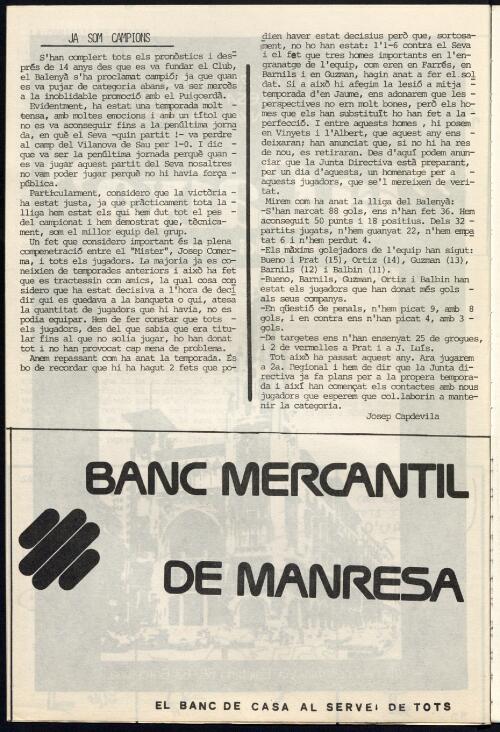 JA SOM CAMPIONS
S'han complert tots els pronòstics i des-
prés de 14 anys des que es va fundar el Club,
el Balenyà s'ha proclamat campió; ja que quan
es va pujar de categoria abans, va ser mercès
a la inoblidable promoció amb el Puigcerdà.
Evidentment, ha estat una temporada molt -
tensa, amb moltes emocions i amb un títol que
no es va aconseguir fins a la penúltima jorna
da, en què el Seva -quin partit !- va perdre
al camp del Vilanova de Sau per 1-0. I dic -
que va ser la penúltima jornada perquè quan -
es va jugar aquest partit del Seva nosaltres
no vam poder jugar perquè no hi havia força -
pública.
Particularment, considero que la victòria -
ha estat justa, ja que pràcticament tota la -
lliga hem estat els qui hem dut tot el pes -
del campionat i hem demostrat que, tècnica-
ment, som el millor equip del grup.
Un fet que considero important és la plena
compenetració entre el "Mister", Josep Comer-
ma, i tots els jugadors. La majoria ja es co-
neixien de temporades anteriors i això ha fet
que es tractessin com amics, la qual cosa con
sidero que ha estat decisiva a l'hora de deci
dir qui es quedava a la banqueta o qui, atesa
la quantitat de jugadors que hi havia, no es
podia equipar. Hem de fer constar que tots -
els jugadors, des del que sabia que era titu-
lar fins al que no solia jugar, ho han donat
tot i no han provocat cap mena de problema.
Anem repassant com ha anat la temporada. És
bo de recordar que hi ha hagut 2 fets que po-
dien haver estat decisius però que, sortosa-
ment, no ho han estat: l'1-6 contra el Seva
i el fet que tres homes importants en l'en-
granatge de l'equip, com eren en Farrés, en
Barnils i en Guzman, hagin anat a fer el sol
dat. Si a això hi afegim la lesió a mitja -
temporada d'en Jaume, ens adonarem que les -
perspectives no ern molt bones, però els ho-
mes que els han substituït ho han fet a la -
perfecció. I entre aquests homes , hi posem
en Vinyets i l'Albert, que aquest any ens -
deixaran; han anunciat que, si no hi ha res
de nou, es retiraran. Des d'aquí podem anun-
ciar que la Junta Directiva està preparant,
per un dia d'aquests, un homenatge per a -
aquests jugadors, que se'l mereixen de veri-
tat.
Mirem com ha anat la lliga del Balenyà:
-S'han marcat 88 gols, ens n'han fet 36. Hem
aconseguit 50 punts i 18 positius. Dels 32 -
partits jugats, n'hem guanyat 22, n'hem empa
tat 6 i n'hem perdut 4.
-Els màxims golejadors de l'equip han sigut:
Bueno i Prat (15), Ortiz (14), Guzman (13),
Barnils (12) i Balbin (11).
-Bueno, Barnils, Guzman, Ortiz i Balbin han
estat els jugadors que han donat més gols -
als seus companys.
-En qüestió de penals, n'hem picat 9, amb 8
gols, i en contra ens n'han picat 4, amb 3 -
gols.
-De targetes ens n'han ensenyat 25 de grogues,
i 2 de vermelles a Prat i a J. Luís.
Tot això ha passat aquest any. Ara jugarem
a 2a. Regional i hem de dir que la Junta di-
rectiva ja fa plans per a la propera tempora-
da i així han començat els contactes amb nous
jugadors que esperem que col.laborin a mante-
nir la categoria.
Josep Capdevila
BANC MERCANTIL
DE MANRESA
EL BANC DE CASA AL SERVEI DE TOTS